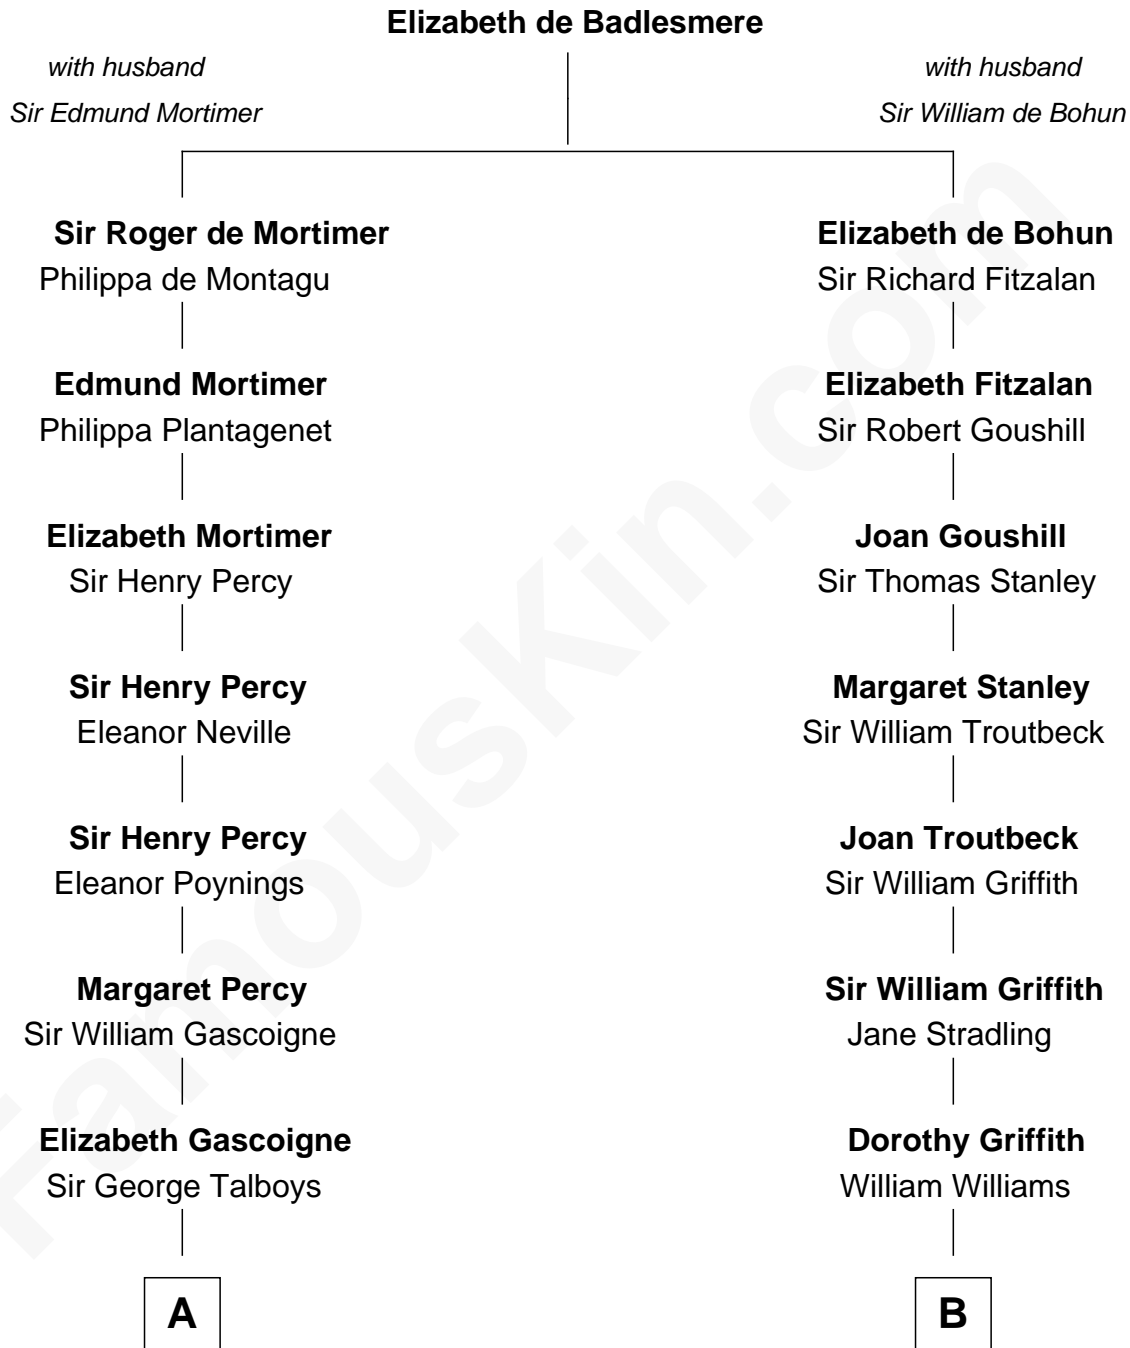 Elizabeth de Badlesmere
with husband
Sir Edmund Mortimer
with husband
Sir William de Bohun
Sir Roger de Mortimer
Philippa de Montagu
Elizabeth de Bohun
Sir Richard Fitzalan
Edmund Mortimer
Philippa Plantagenet
Elizabeth Fitzalan
Sir Robert Goushill
Elizabeth Mortimer
Sir Henry Percy
Joan Goushill
Sir Thomas Stanley
Sir Henry Percy
Eleanor Neville
Margaret Stanley
Sir William Troutbeck
Sir Henry Percy
Eleanor Poynings
Joan Troutbeck
Sir William Griffith
Margaret Percy
Sir William Gascoigne
Sir William Griffith
Jane Stradling
Elizabeth Gascoigne
Sir George Talboys
Dorothy Griffith
William Williams
A
B
FamousKin.com